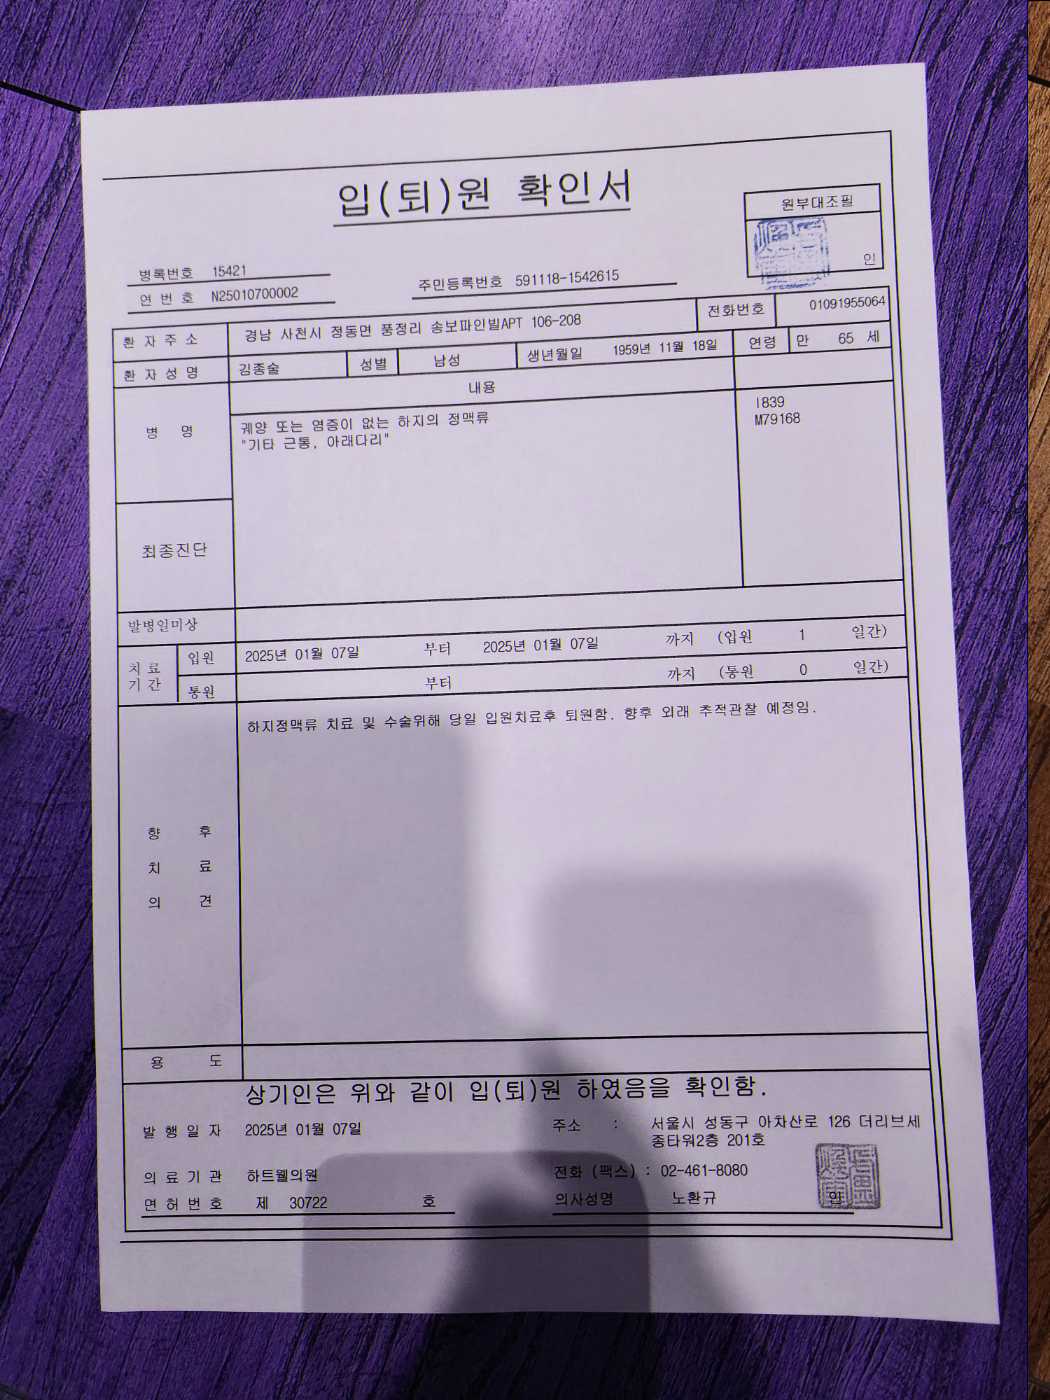 입(퇴)원 확인서
원부대조필
인
병록번호 15421
연 번 호 N25010700002
주민등록번호 591118-1542615
환 자 주 소 경남 사천시 정동면 풍정리 송보파인빌APT 106-208 전화번호 01091955064
환 자 성 명 김종술 성별 남성 생년월일 1959년 11월 18일 연령 만 65 세
내용
병 명
궤양 또는 염증이 없는 하지의 정맥류 I839
"기타 근통, 아래다리" M79168
최종진단
발병일미상
치 료 기 간
입원 2025년 01월 07일 부터 2025년 01월 07일 까지 (입원 1 일간)
통원 부터 까지 (통원 0 일간)
하지정맥류 치료 및 수술위해 당일 입원치료후 퇴원함. 향후 외래 추적관찰 예정임.
향 후
치 료
의 견
용 도
상기인은 위와 같이 입(퇴)원 하였음을 확인함.
발 행 일 자 2025년 01월 07일
주소 : 서울시 성동구 아차산로 126 더리브세
종타워2층 201호
의 료 기 관 하트웰의원
전화 (팩스) : 02-461-8080
면 허 번 호 제 30722 호
의사성명 노환규 인